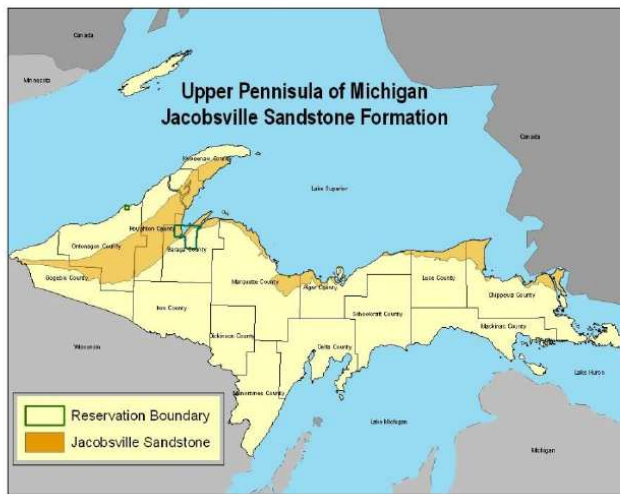 Canada
Minnesota
Upper Pennisula of Michigan
Jacobsville Sandstone Formation
Canada
Keweenaw County
Lake Superior
Houghton County
Ontonagon County
Baraga County
Gogebic County
Marquette County
Alger County
Luce County
Chippewa County
Iron County
Schoolcraft County
Dickinson County
Mackinac County
Delta County
Wisconsin
Lake Huron
Menominee County
Lake Michigan
Michigan
Reservation Boundary
Jacobsville Sandstone